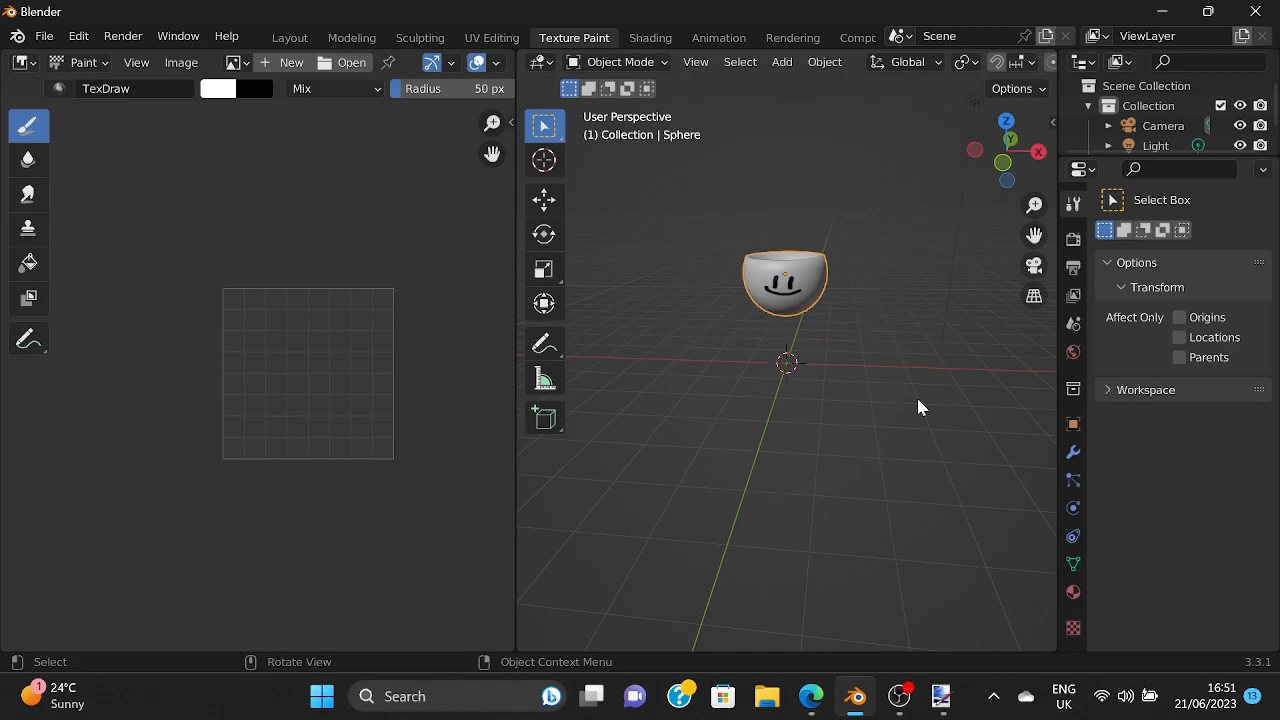 Blender
File Edit Render Window Help
Layout Modeling Sculpting UV Editing Texture Paint Shading Animation Rendering Compc
Scene
ViewLayer
Paint View Image
New Open
Object Mode
View Select Add Object
Global
TexDraw
Mix
Radius 50 px
Options
User Perspective
(1) Collection | Sphere
Z
Y
X
Scene Collection
Collection
Camera
Light
Select Box
Options
Transform
Affect Only Origins
Locations
Parents
Workspace
Select
Rotate View
Object Context Menu
3.3.1
1
24°C
Sunny
Search
ENG
UK
16:51
21/06/2023
13